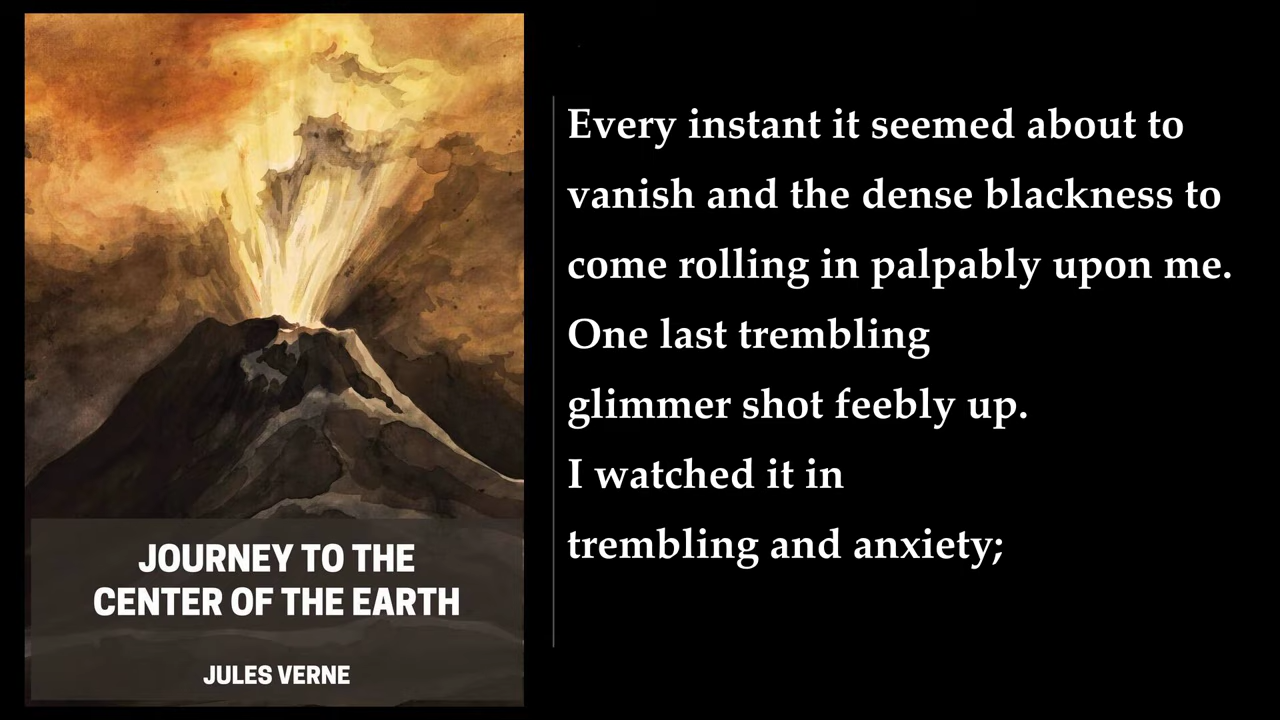 JOURNEY TO THE
CENTER OF THE EARTH
JULES VERNE
Every instant it seemed about to
vanish and the dense blackness to
come rolling in palpably upon me.
One last trembling
glimmer shot feebly up.
I watched it in
trembling and anxiety;